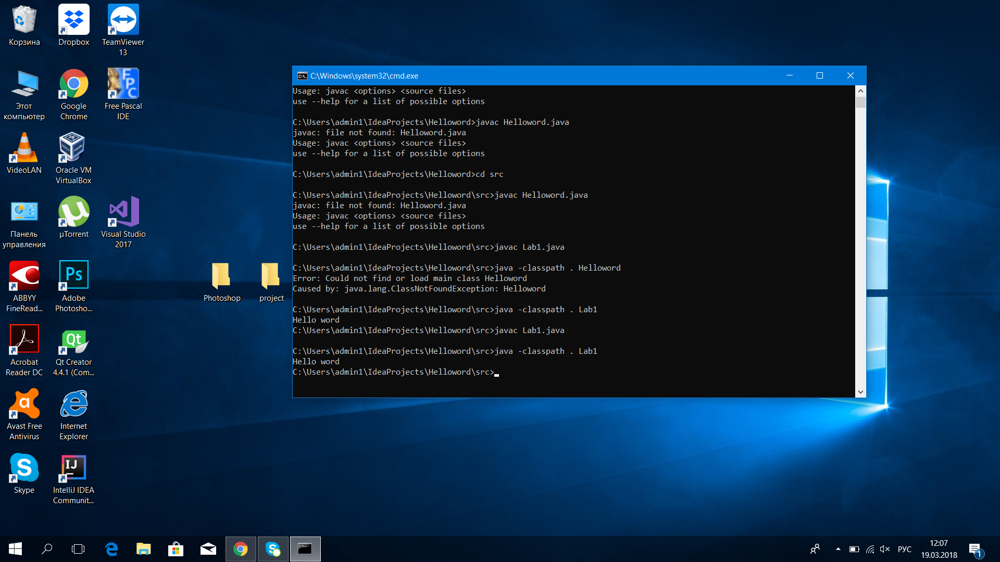 Корзина
Dropbox
TeamViewer
13
Этот
компьютер
Google
Chrome
Free Pascal
IDE
VideoLAN
Oracle VM
VirtualBox
Панель
управления
µTorrent
Visual Studio
2017
ABBYY
FineRead...
Adobe
Photosho...
Acrobat
Reader DC
Qt Creator
4.4.1 (Com...
Avast Free
Antivirus
Internet
Explorer
Skype
IntelliJ IDEA
Communit...
Photoshop
project
C:\Windows\system32\cmd.exe
Usage: javac <options> <source files>
use --help for a list of possible options
C:\Users\admin1\IdeaProjects\Helloword>javac Helloword.java
javac: file not found: Helloword.java
Usage: javac <options> <source files>
use --help for a list of possible options
C:\Users\admin1\IdeaProjects\Helloword>cd src
C:\Users\admin1\IdeaProjects\Helloword\src>javac Helloword.java
javac: file not found: Helloword.java
Usage: javac <options> <source files>
use --help for a list of possible options
C:\Users\admin1\IdeaProjects\Helloword\src>javac Lab1.java
C:\Users\admin1\IdeaProjects\Helloword\src>java -classpath . Helloword
Error: Could not find or load main class Helloword
Caused by: java.lang.ClassNotFoundException: Helloword
C:\Users\admin1\IdeaProjects\Helloword\src>java -classpath . Lab1
Hello word
C:\Users\admin1\IdeaProjects\Helloword\src>javac Lab1.java
C:\Users\admin1\IdeaProjects\Helloword\src>java -classpath . Lab1
Hello word
C:\Users\admin1\IdeaProjects\Helloword\src>
РУС
12:07
19.03.2018
1